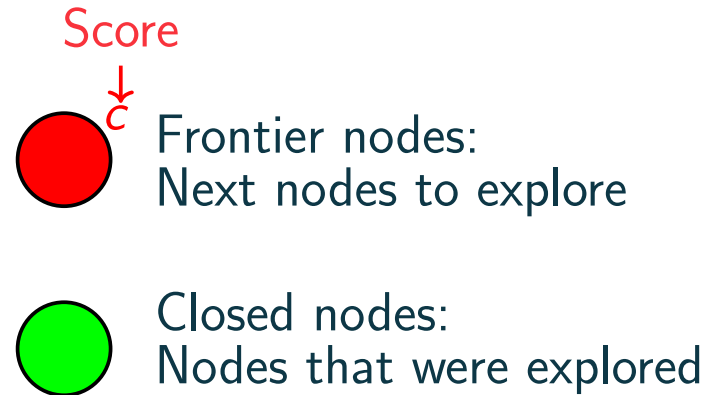 Score
c
Frontier nodes:
Next nodes to explore
Closed nodes:
Nodes that were explored